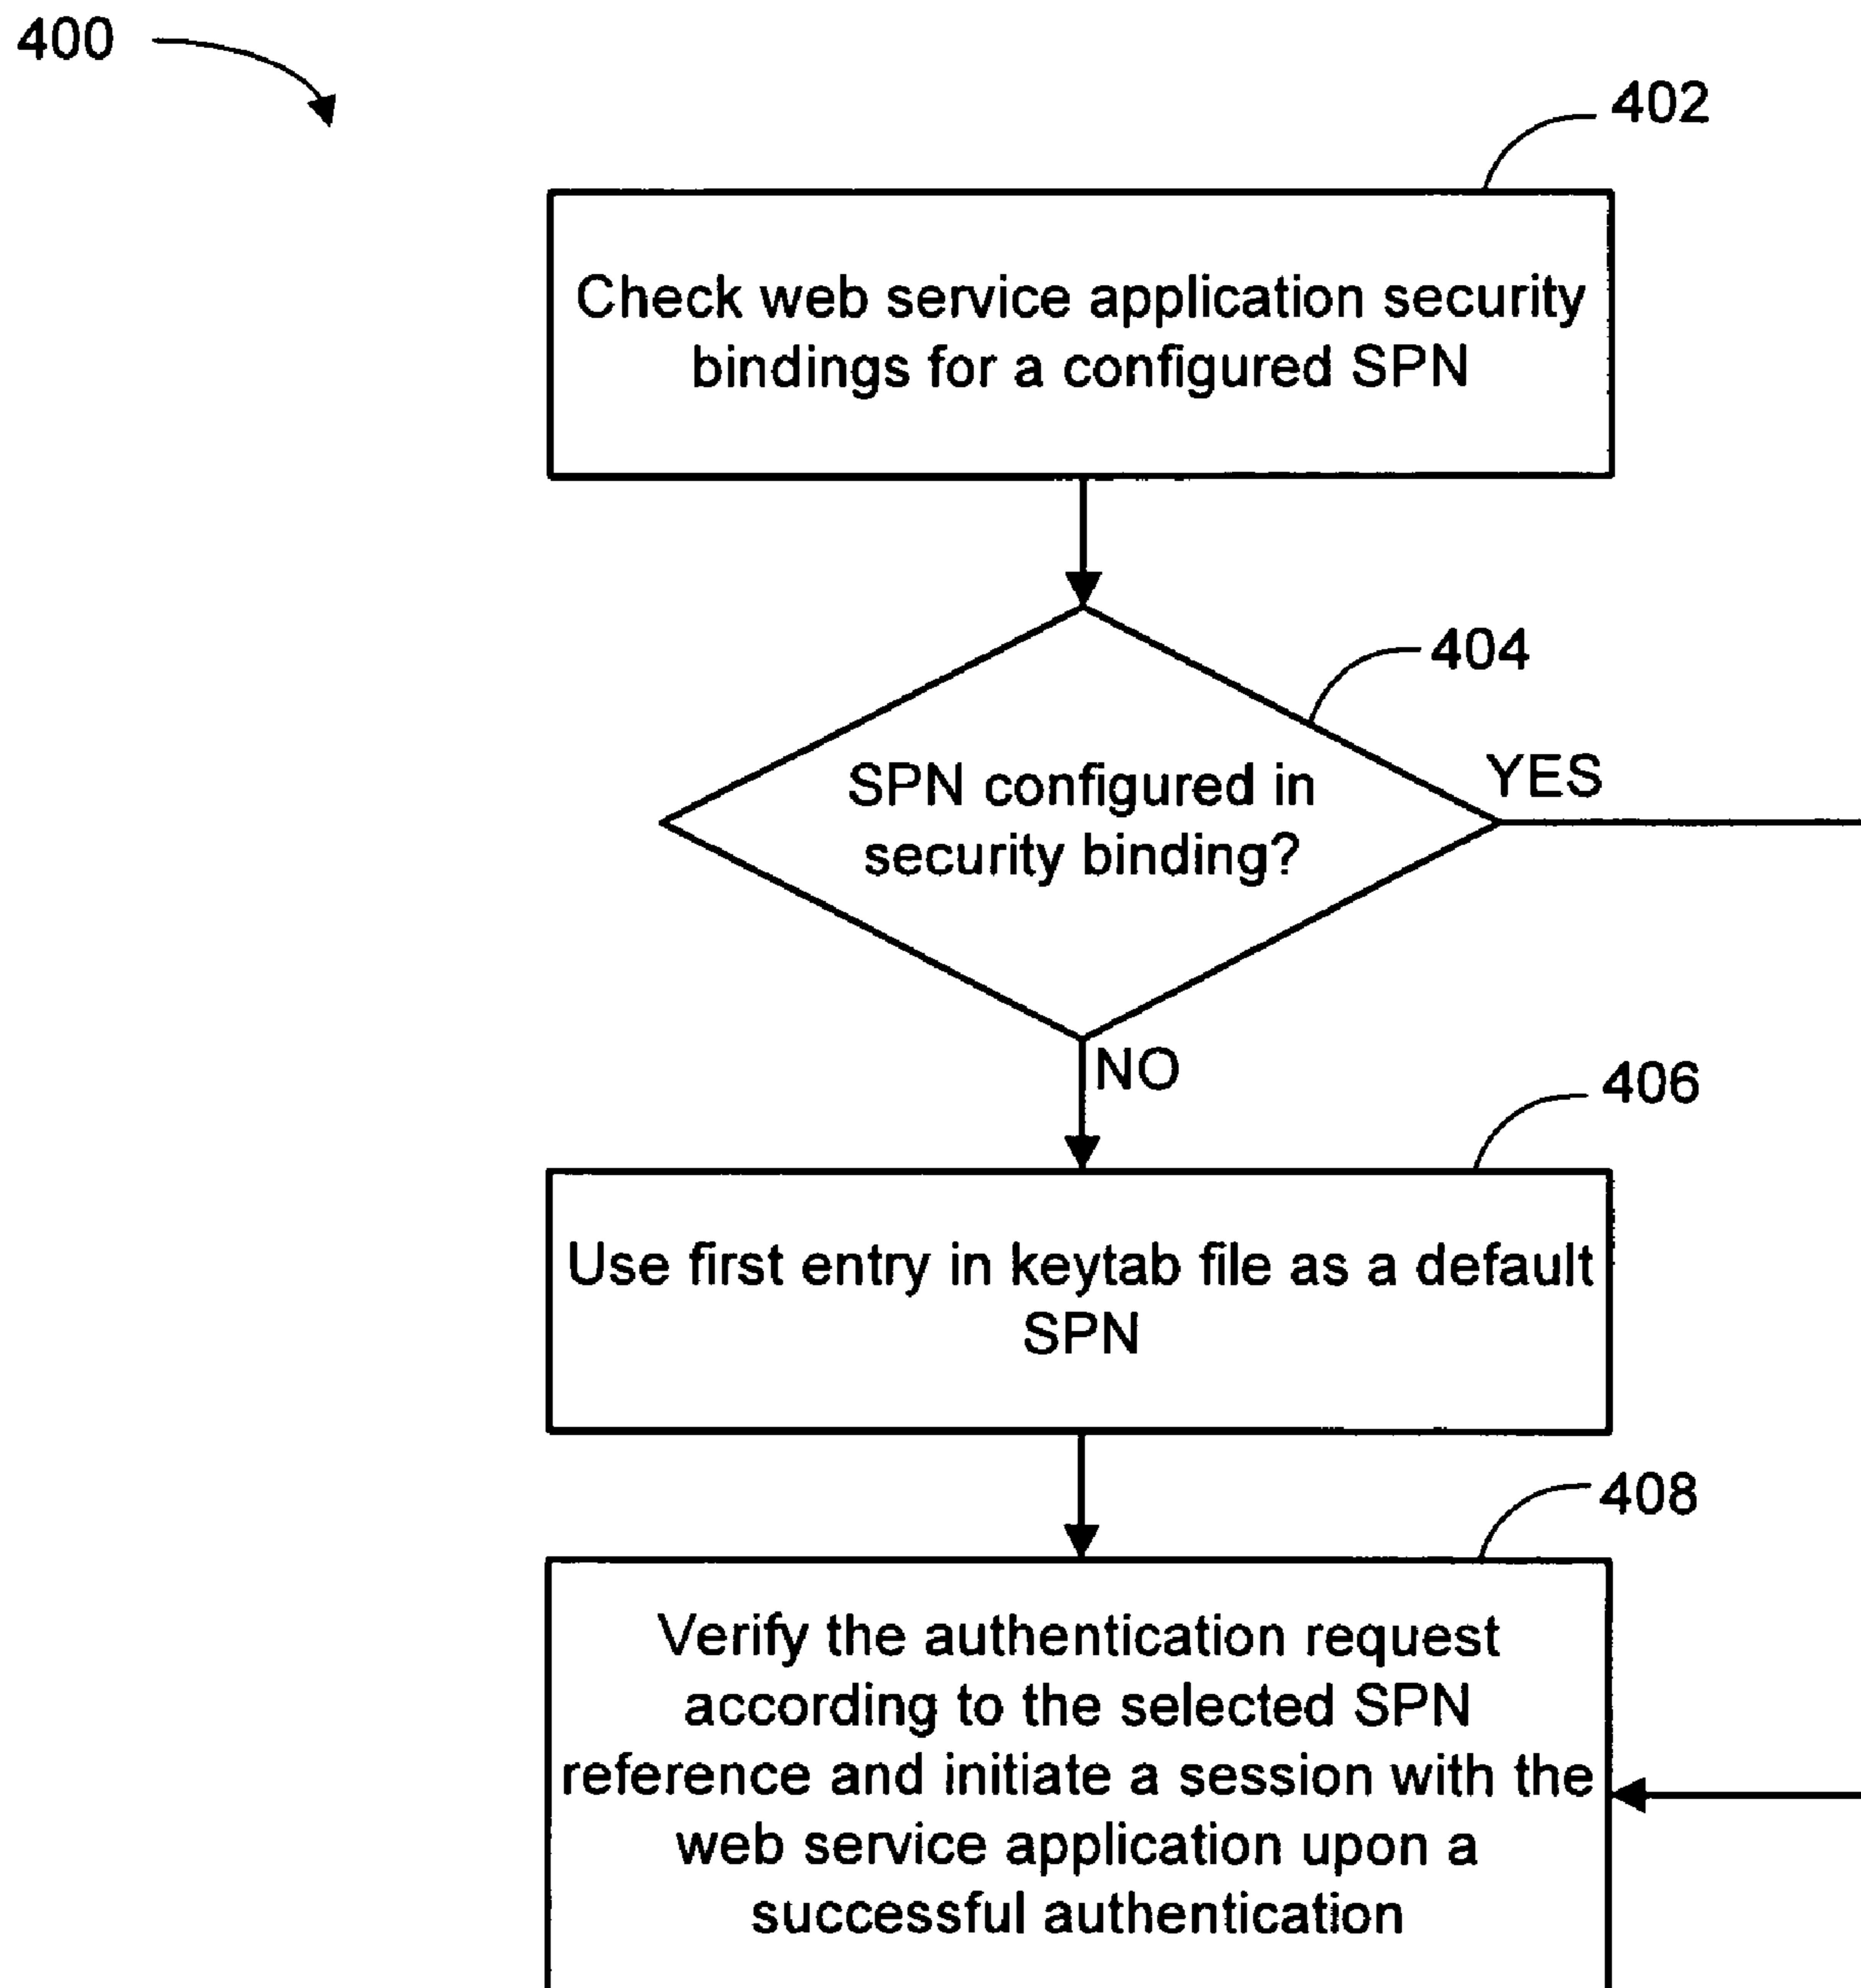 400
402
Check web service application security
bindings for a configured SPN
404
SPN configured in
security binding?
YES
NO
406
Use first entry in keytab file as a default
SPN
408
Verify the authentication request
according to the selected SPN
reference and initiate a session with the
web service application upon a
successful authentication